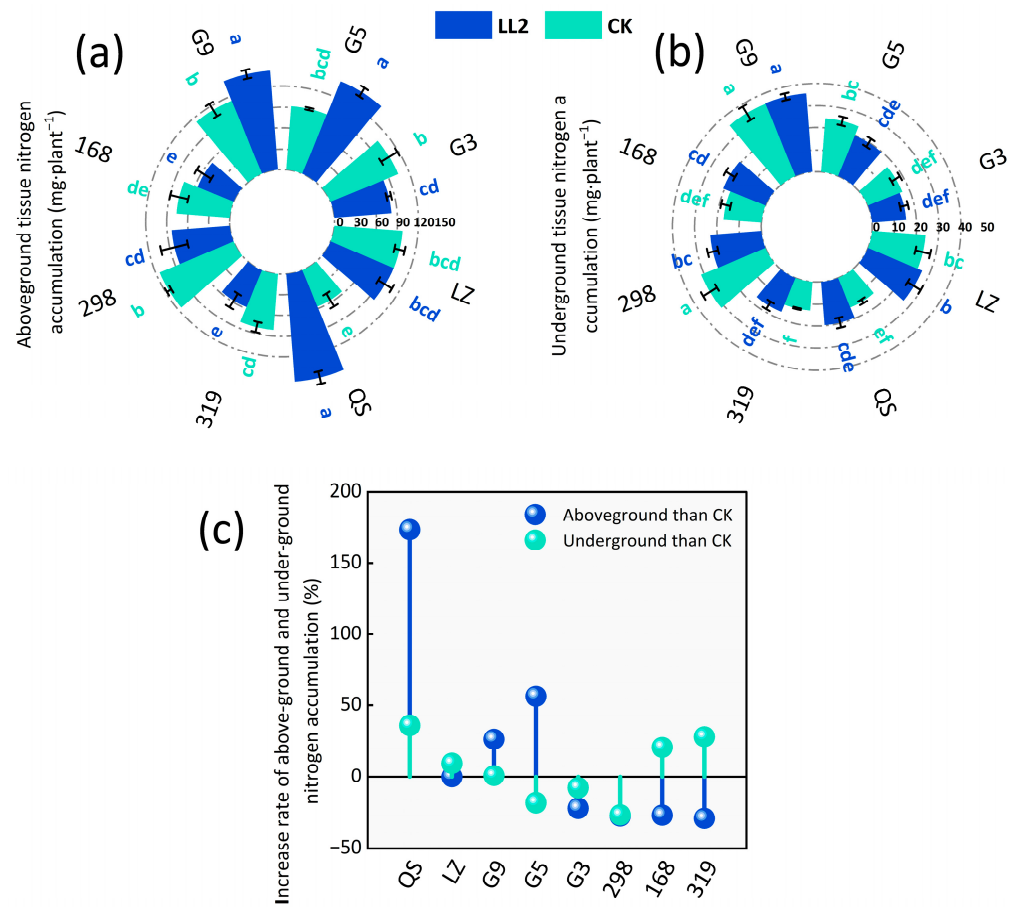 LL2 CK
(a)
Aboveground tissue nitrogen
accumulation (mg·plant⁻¹)
G9
G5
G3
LZ
QS
319
298
168
a
b
bcd
a
b
cd
bcd
bcd
e
a
cd
e
b
cd
de
e
0 30 60 90 120150
(b)
Underground tissue nitrogen a
ccumulation (mg·plant⁻¹)
G9
G5
G3
LZ
QS
319
298
168
a
a
bc
cde
def
def
bc
b
ef
cde
f
def
a
bc
def
cd
0 10 20 30 40 50
(c)
Increase rate of above-ground and under-ground
nitrogen accumulation (%)
200
150
100
50
0
−50
Aboveground than CK
Underground than CK
QS LZ G9 G5 G3 298 168 319